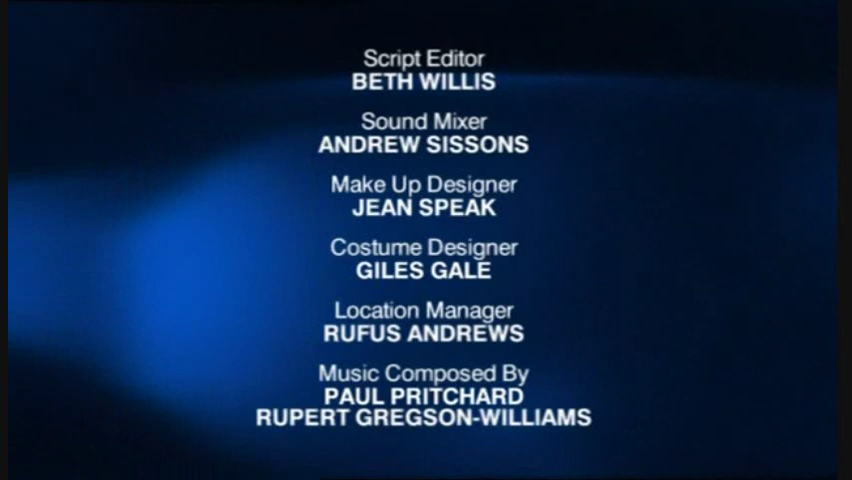 Script Editor
BETH WILLIS
Sound Mixer
ANDREW SISSONS
Make Up Designer
JEAN SPEAK
Costume Designer
GILES GALE
Location Manager
RUFUS ANDREWS
Music Composed By
PAUL PRITCHARD
RUPERT GREGSON-WILLIAMS